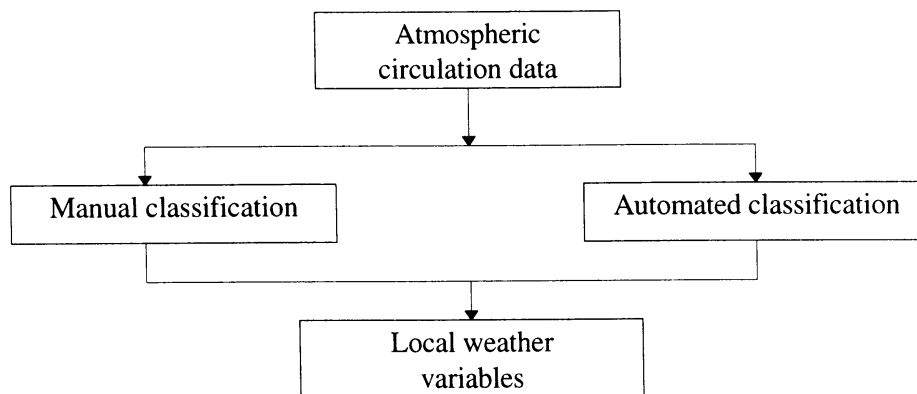 Atmospheric
circulation data
Manual classification
Automated classification
Local weather
variables